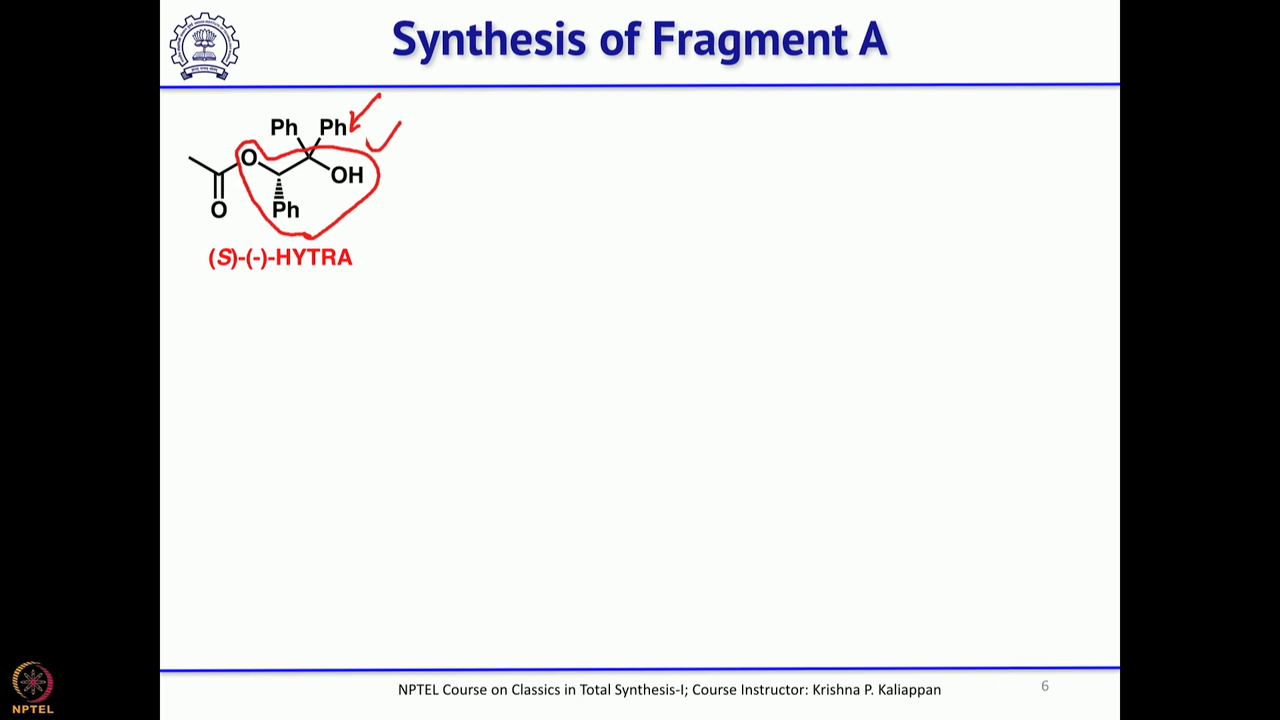 Synthesis of Fragment A
Ph Ph
O
OH
O Ph
(S)-(-)-HYTRA
NPTEL Course on Classics in Total Synthesis-I; Course Instructor: Krishna P. Kaliappan
6
NPTEL